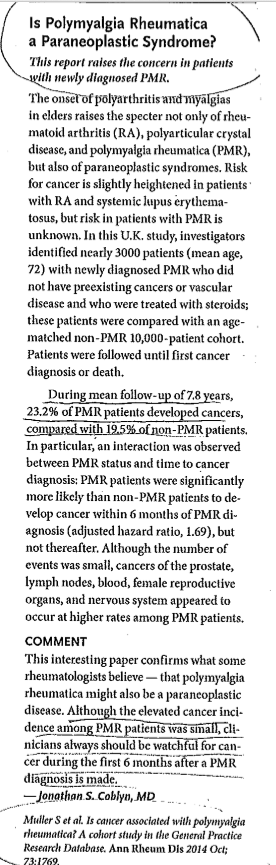 Is Polymyalgia Rheumatica
a Paraneoplastic Syndrome?
This report raises the concern in patients
with newly diagnosed PMR.
The onset of polyarthritis and myalgias
in elders raises the specter not only of rheu-
matoid arthritis (RA), polyarticular crystal
disease, and polymyalgia rheumatica (PMR),
but also of paraneoplastic syndromes. Risk
for cancer is slightly heightened in patients
with RA and systemic lupus erythema-
tosus, but risk in patients with PMR is
unknown. In this U.K. study, investigators
identified nearly 3000 patients (mean age,
72) with newly diagnosed PMR who did
not have preexisting cancers or vascular
disease and who were treated with steroids;
these patients were compared with an age-
matched non-PMR 10,000-patient cohort.
Patients were followed until first cancer
diagnosis or death.
During mean follow-up of 7.8 years,
23.2% of PMR patients developed cancers,
compared with 19.5% of non-PMR patients.
In particular, an interaction was observed
between PMR status and time to cancer
diagnosis: PMR patients were significantly
more likely than non-PMR patients to de-
velop cancer within 6 months of PMR di-
agnosis (adjusted hazard ratio, 1.69), but
not thereafter. Although the number of
events was small, cancers of the prostate,
lymph nodes, blood, female reproductive
organs, and nervous system appeared to
occur at higher rates among PMR patients.
COMMENT
This interesting paper confirms what some
rheumatologists believe — that polymyalgia
rheumatica might also be a paraneoplastic
disease. Although the elevated cancer inci-
dence among PMR patients was small, cli-
nicians always should be watchful for can-
cer during the first 6 months after a PMR
diagnosis is made.
— Jonathan S. Coblyn, MD
Muller S et al. Is cancer associated with polymyalgia
rheumatica? A cohort study in the General Practice
Research Database. Ann Rheum Dis 2014 Oct;
73:1769.